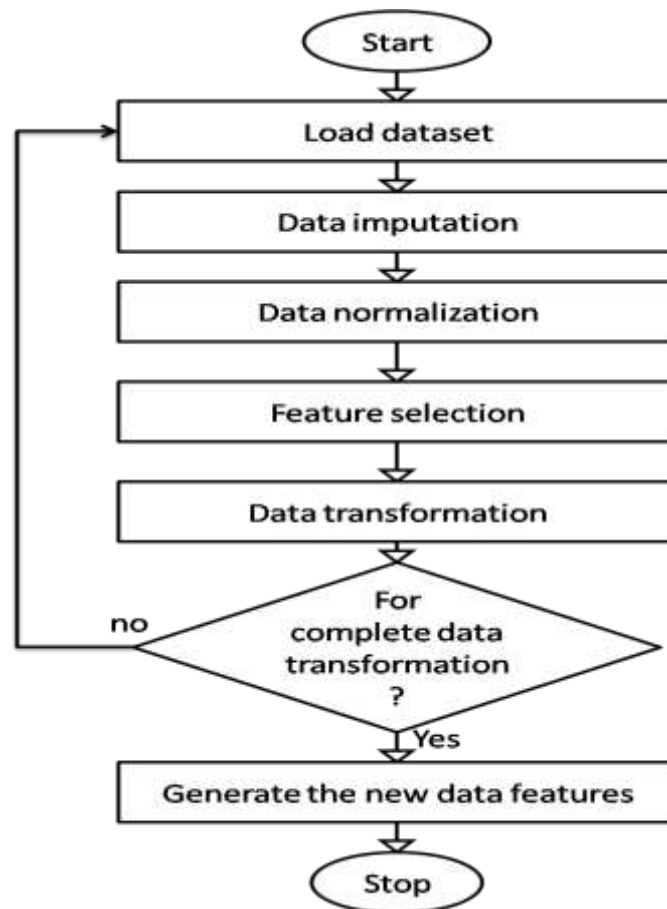 Start
Load dataset
Data imputation
Data normalization
Feature selection
Data transformation
For
complete data
transformation
?
no
Yes
Generate the new data features
Stop